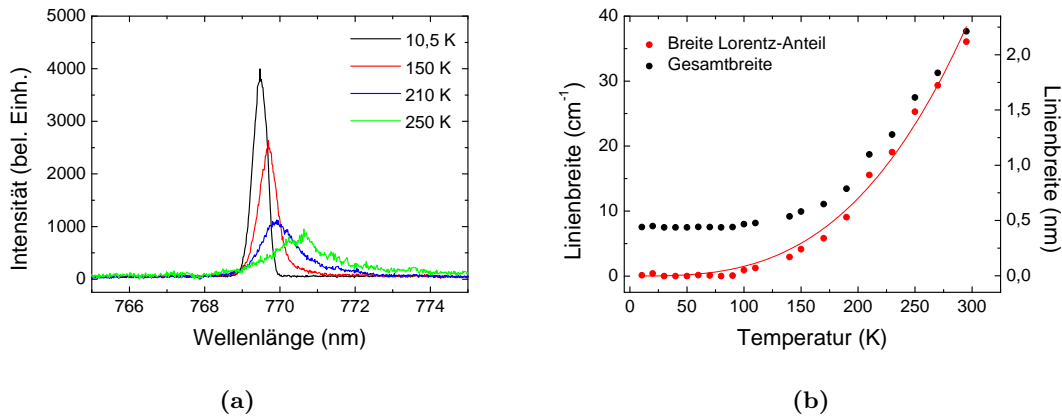 Intensität (bel. Einh.)
5000
4000
3000
2000
1000
0
766 768 770 772 774
Wellenlänge (nm)
10,5 K
150 K
210 K
250 K
(a)
Linienbreite (cm⁻¹)
40
30
20
10
0
Breite Lorentz-Anteil
Gesamtbreite
0 50 100 150 200 250 300
Temperatur (K)
2,0
1,5
1,0
0,5
0,0
Linienbreite (nm)
(b)